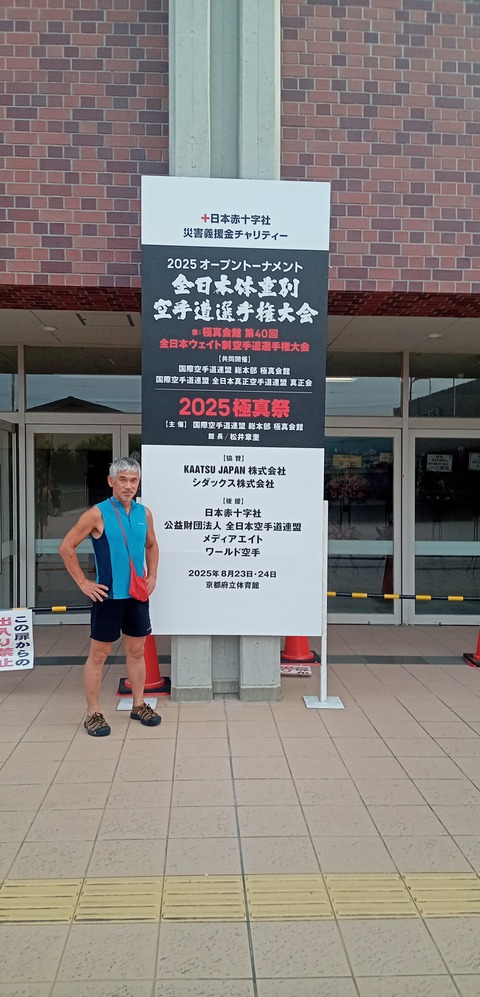 +日本赤十字社
災害義援金チャリティー
2025 オープントーナメント
全日本体重別
空手道選手権大会
極真会館 第40回
全日本ウェイト制空手道選手権大会
【共同開催】
国際空手道連盟 総本部 極真会館
国際空手道連盟 全日本真正空手道連盟 真正会
2025極真祭
【主催】 国際空手道連盟 総本部 極真会館
館長／松井章奎
【協賛】
KAATSU JAPAN 株式会社
シダックス株式会社
【後援】
日本赤十字社
公益財団法人 全日本空手道連盟
メディアエイト
ワールド空手
2025年8月23日・24日
京都府立体育館
この扉からの
出入り禁止